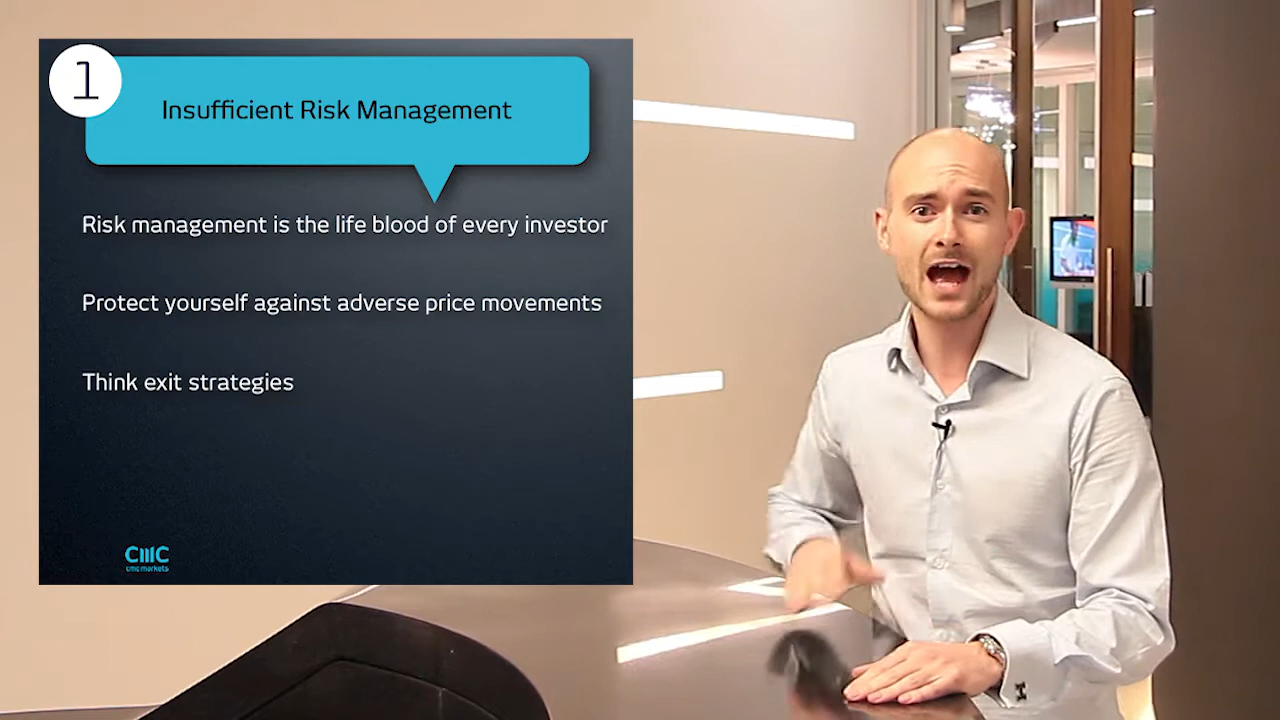 1
Insufficient Risk Management
Risk management is the life blood of every investor
Protect yourself against adverse price movements
Think exit strategies
CMC
cmc markets